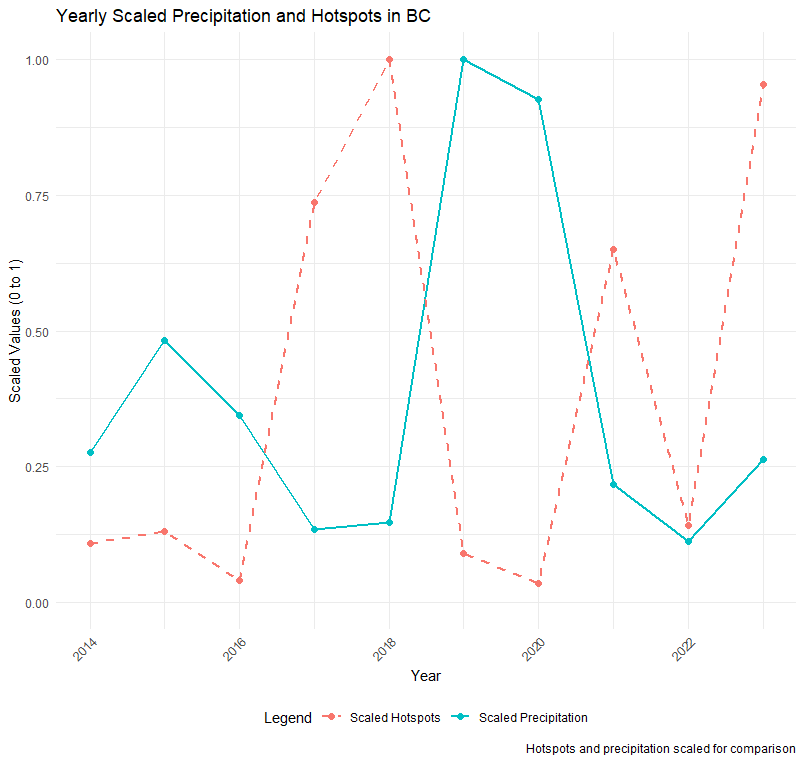 Yearly Scaled Precipitation and Hotspots in BC
Scaled Values (0 to 1)
1.00
0.75
0.50
0.25
0.00
2014
2016
2018
2020
2022
Year
Legend
Scaled Hotspots
Scaled Precipitation
Hotspots and precipitation scaled for comparison